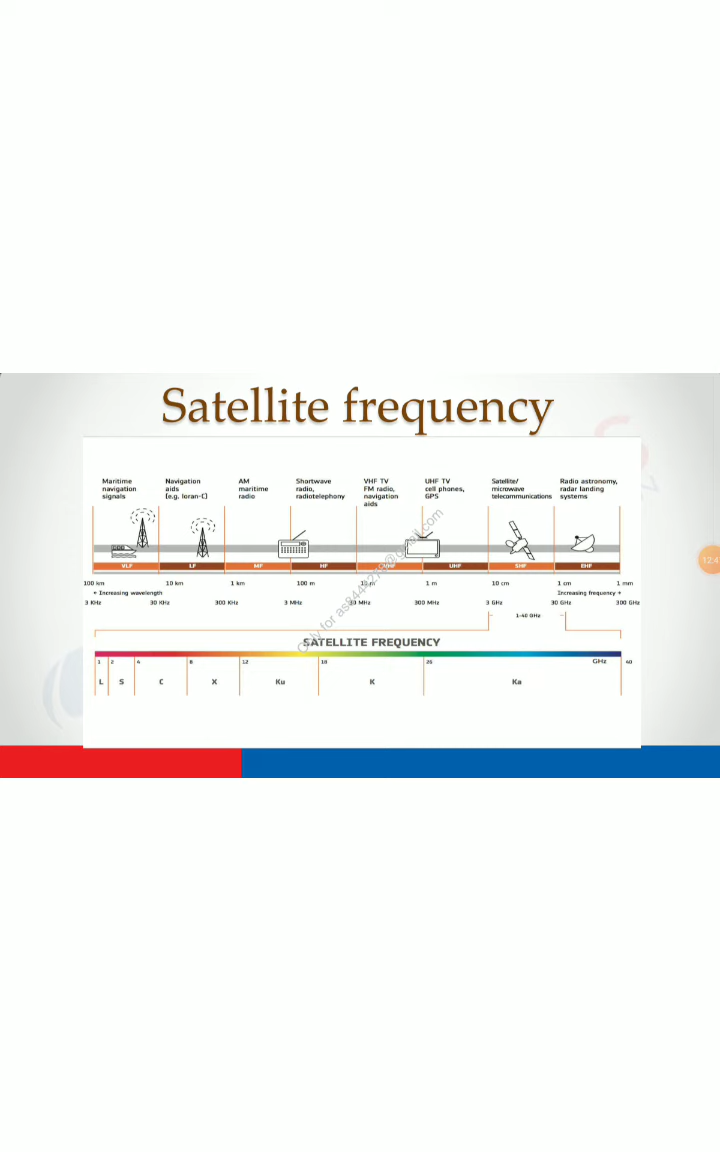 Satellite frequency
Maritime navigation signals
Navigation aids (e.g. loran-C)
AM maritime radio
Shortwave radio, radiotelephony
VHF TV FM radio, navigation aids
UHF TV cell phones, GPS
Satellite/ microwave telecommunications
Radio astronomy, radar landing systems
VLF LF MF HF VHF UHF SHF EHF
100 km 10 km 1 km 100 m 10 m 1 m 10 cm 1 cm 1 mm
Increasing wavelength
Increasing frequency
3 KHz 30 KHz 300 KHz 3 MHz 30 MHz 300 MHz 3 GHz 30 GHz 300 GHz
1-40 GHz
SATELLITE FREQUENCY
1 2 4 8 12 18 26 GHz 40
L S C X Ku K Ka